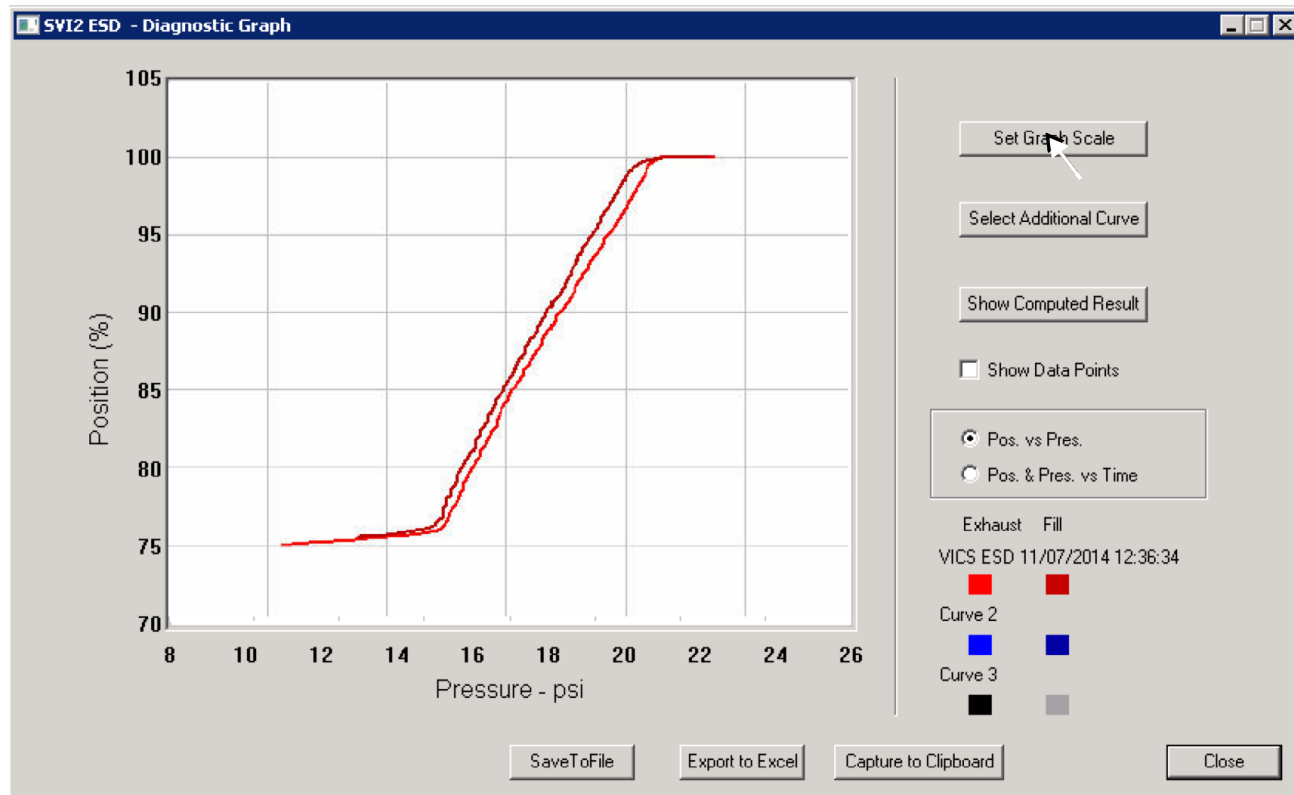 SVI2 ESD - Diagnostic Graph
105
100
95
90
85
80
75
70
Position (%)
8 10 12 14 16 18 20 22 24 26
Pressure - psi
Set Graph Scale
Select Additional Curve
Show Computed Result
Show Data Points
Pos. vs Pres.
Pos. & Pres. vs Time
Exhaust Fill
VICS ESD 11/07/2014 12:36:34
Curve 2
Curve 3
SaveToFile Export to Excel Capture to Clipboard Close